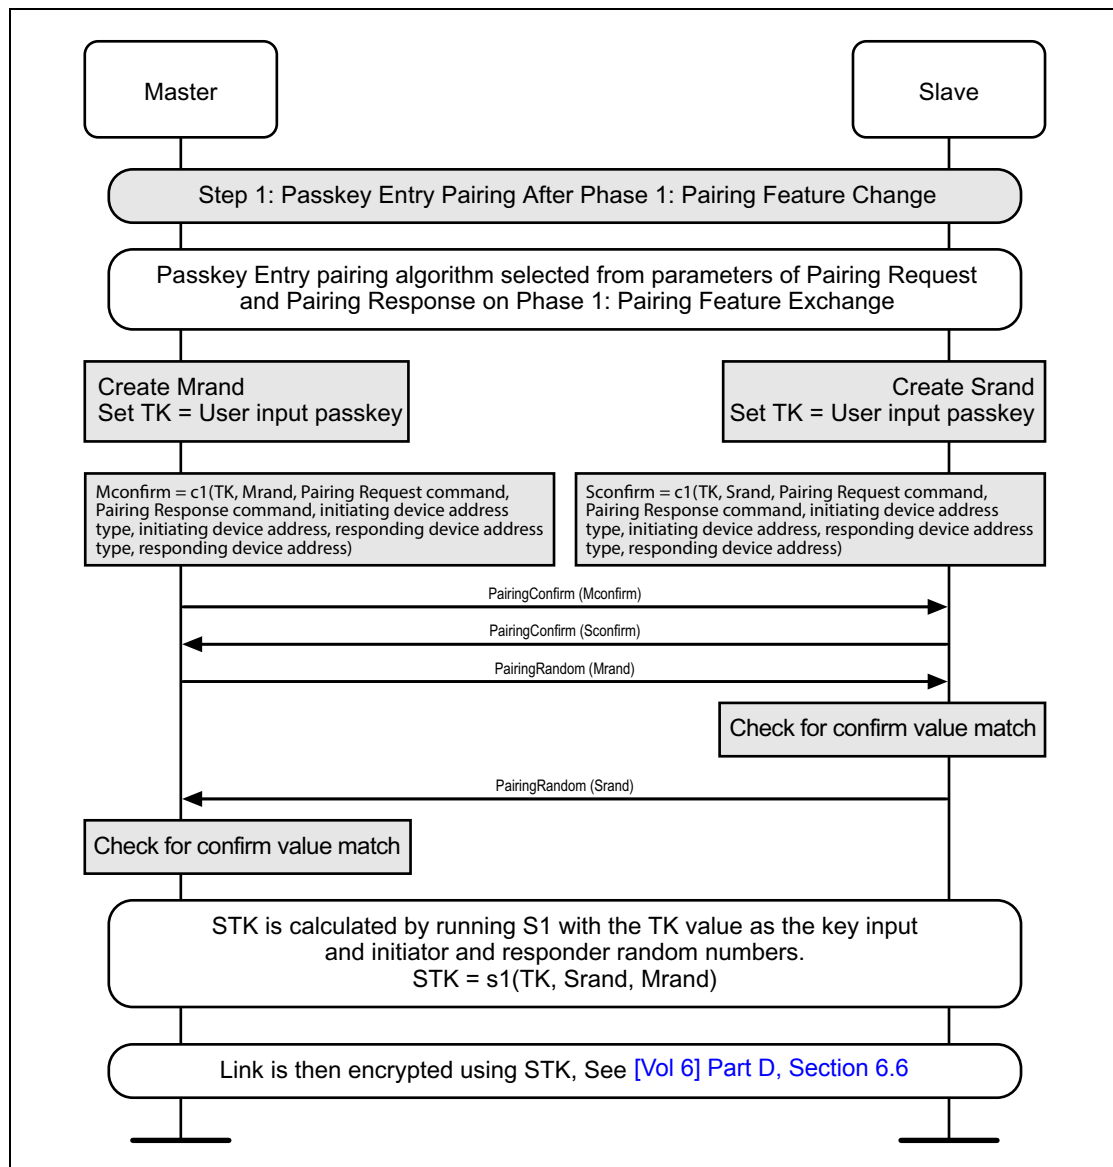 Master
Slave
Step 1: Passkey Entry Pairing After Phase 1: Pairing Feature Change
Passkey Entry pairing algorithm selected from parameters of Pairing Request
and Pairing Response on Phase 1: Pairing Feature Exchange
Create Mrand
Set TK = User input passkey
Create Srand
Set TK = User input passkey
Mconfirm = c1(TK, Mrand, Pairing Request command,
Pairing Response command, initiating device address
type, initiating device address, responding device address
type, responding device address)
Sconfirm = c1(TK, Srand, Pairing Request command,
Pairing Response command, initiating device address
type, initiating device address, responding device address
type, responding device address)
PairingConfirm (Mconfirm)
PairingConfirm (Sconfirm)
PairingRandom (Mrand)
Check for confirm value match
PairingRandom (Srand)
Check for confirm value match
STK is calculated by running S1 with the TK value as the key input
and initiator and responder random numbers.
STK = s1(TK, Srand, Mrand)
Link is then encrypted using STK, See [Vol 6] Part D, Section 6.6